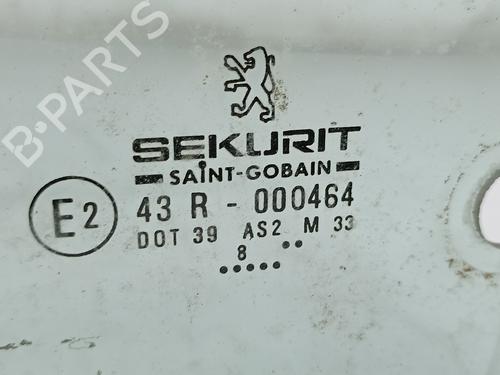 B-PARTS
SEKURIT
SAINT-GOBAIN
E2 43 R - 000464
DOT 39 AS2 M 33
8